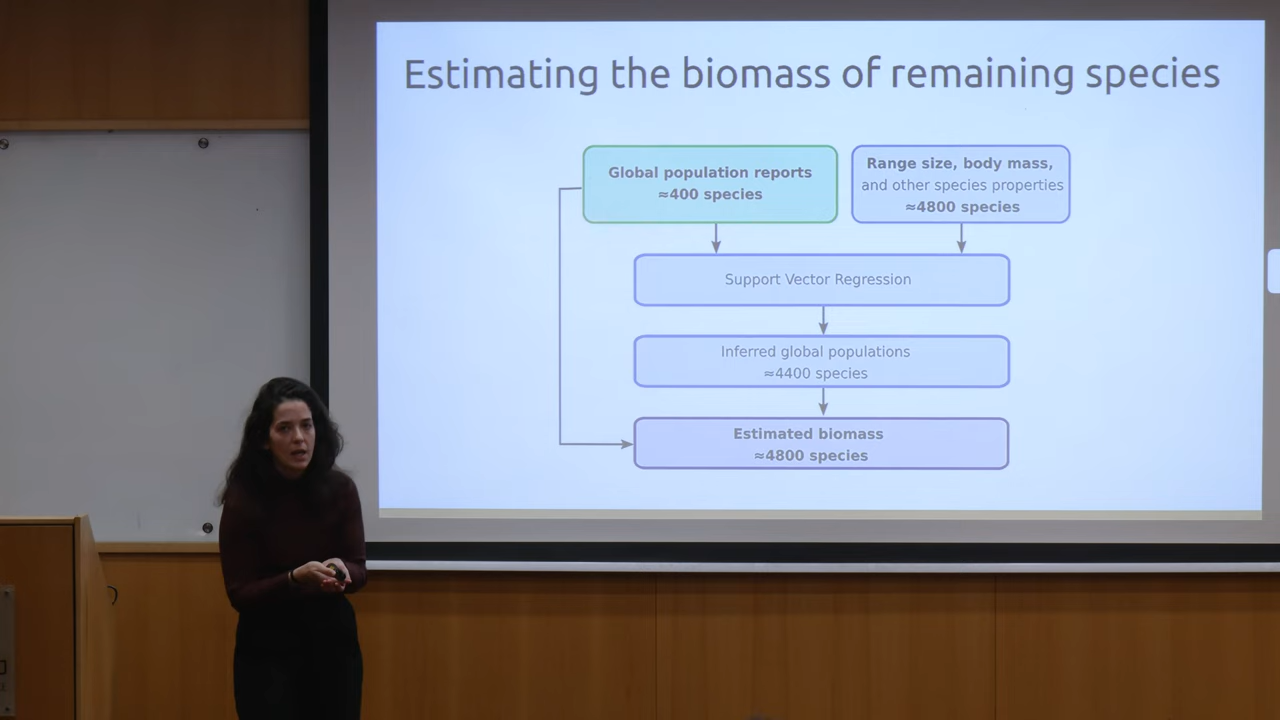 Estimating the biomass of remaining species
Global population reports
≈400 species
Range size, body mass,
and other species properties
≈4800 species
Support Vector Regression
Inferred global populations
≈4400 species
Estimated biomass
≈4800 species